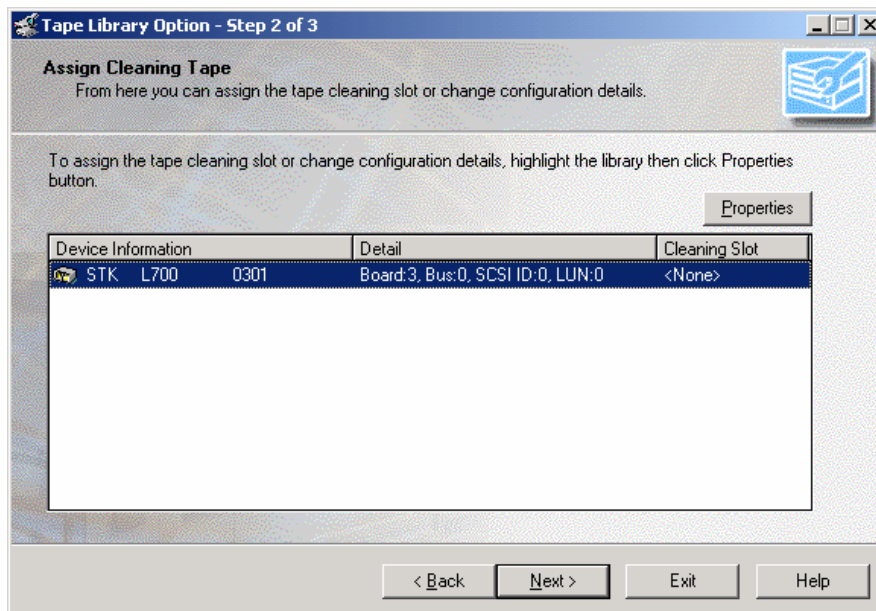 Tape Library Option - Step 2 of 3
Assign Cleaning Tape
From here you can assign the tape cleaning slot or change configuration details.
To assign the tape cleaning slot or change configuration details, highlight the library then click Properties
button.
Properties
Device Information Detail Cleaning Slot
STK L700 0301 Board:3, Bus:0, SCSI ID:0, LUN:0 <None>
< Back Next > Exit Help